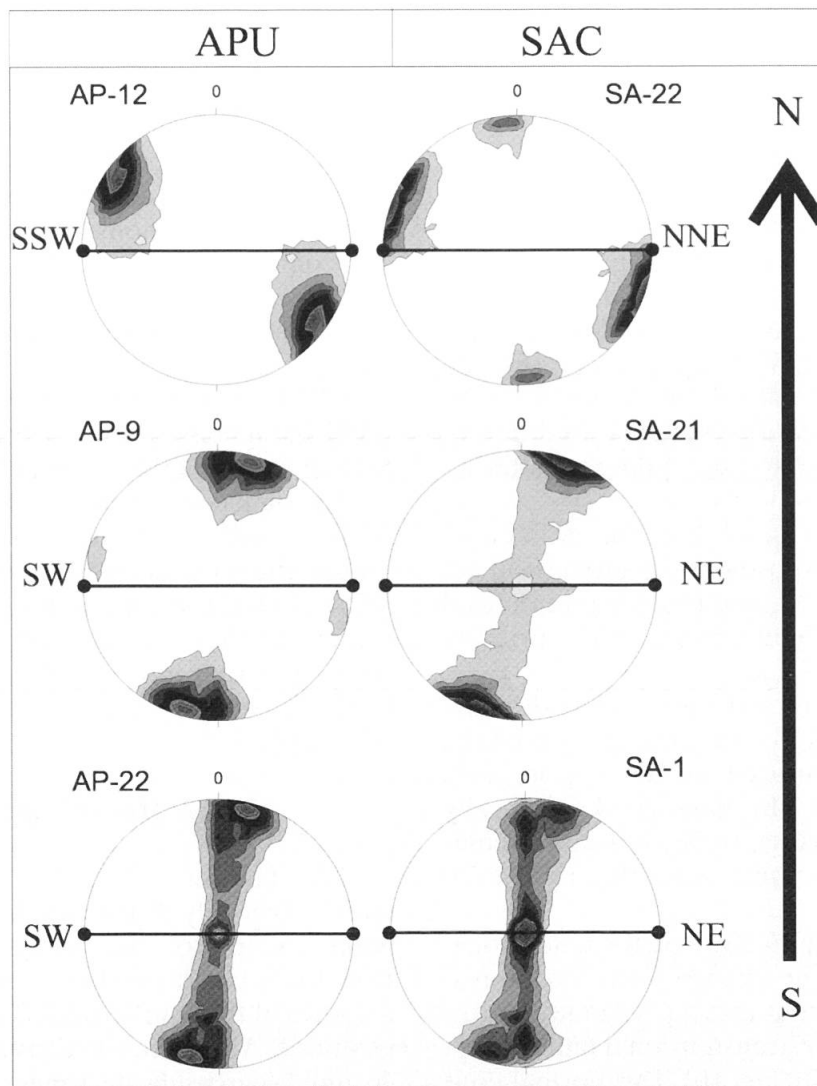 APU SAC
AP-12 0 SA-22 0
N
SSW NNE
AP-9 0 SA-21 0
SW NE
AP-22 0 SA-1 0
SW NE
S